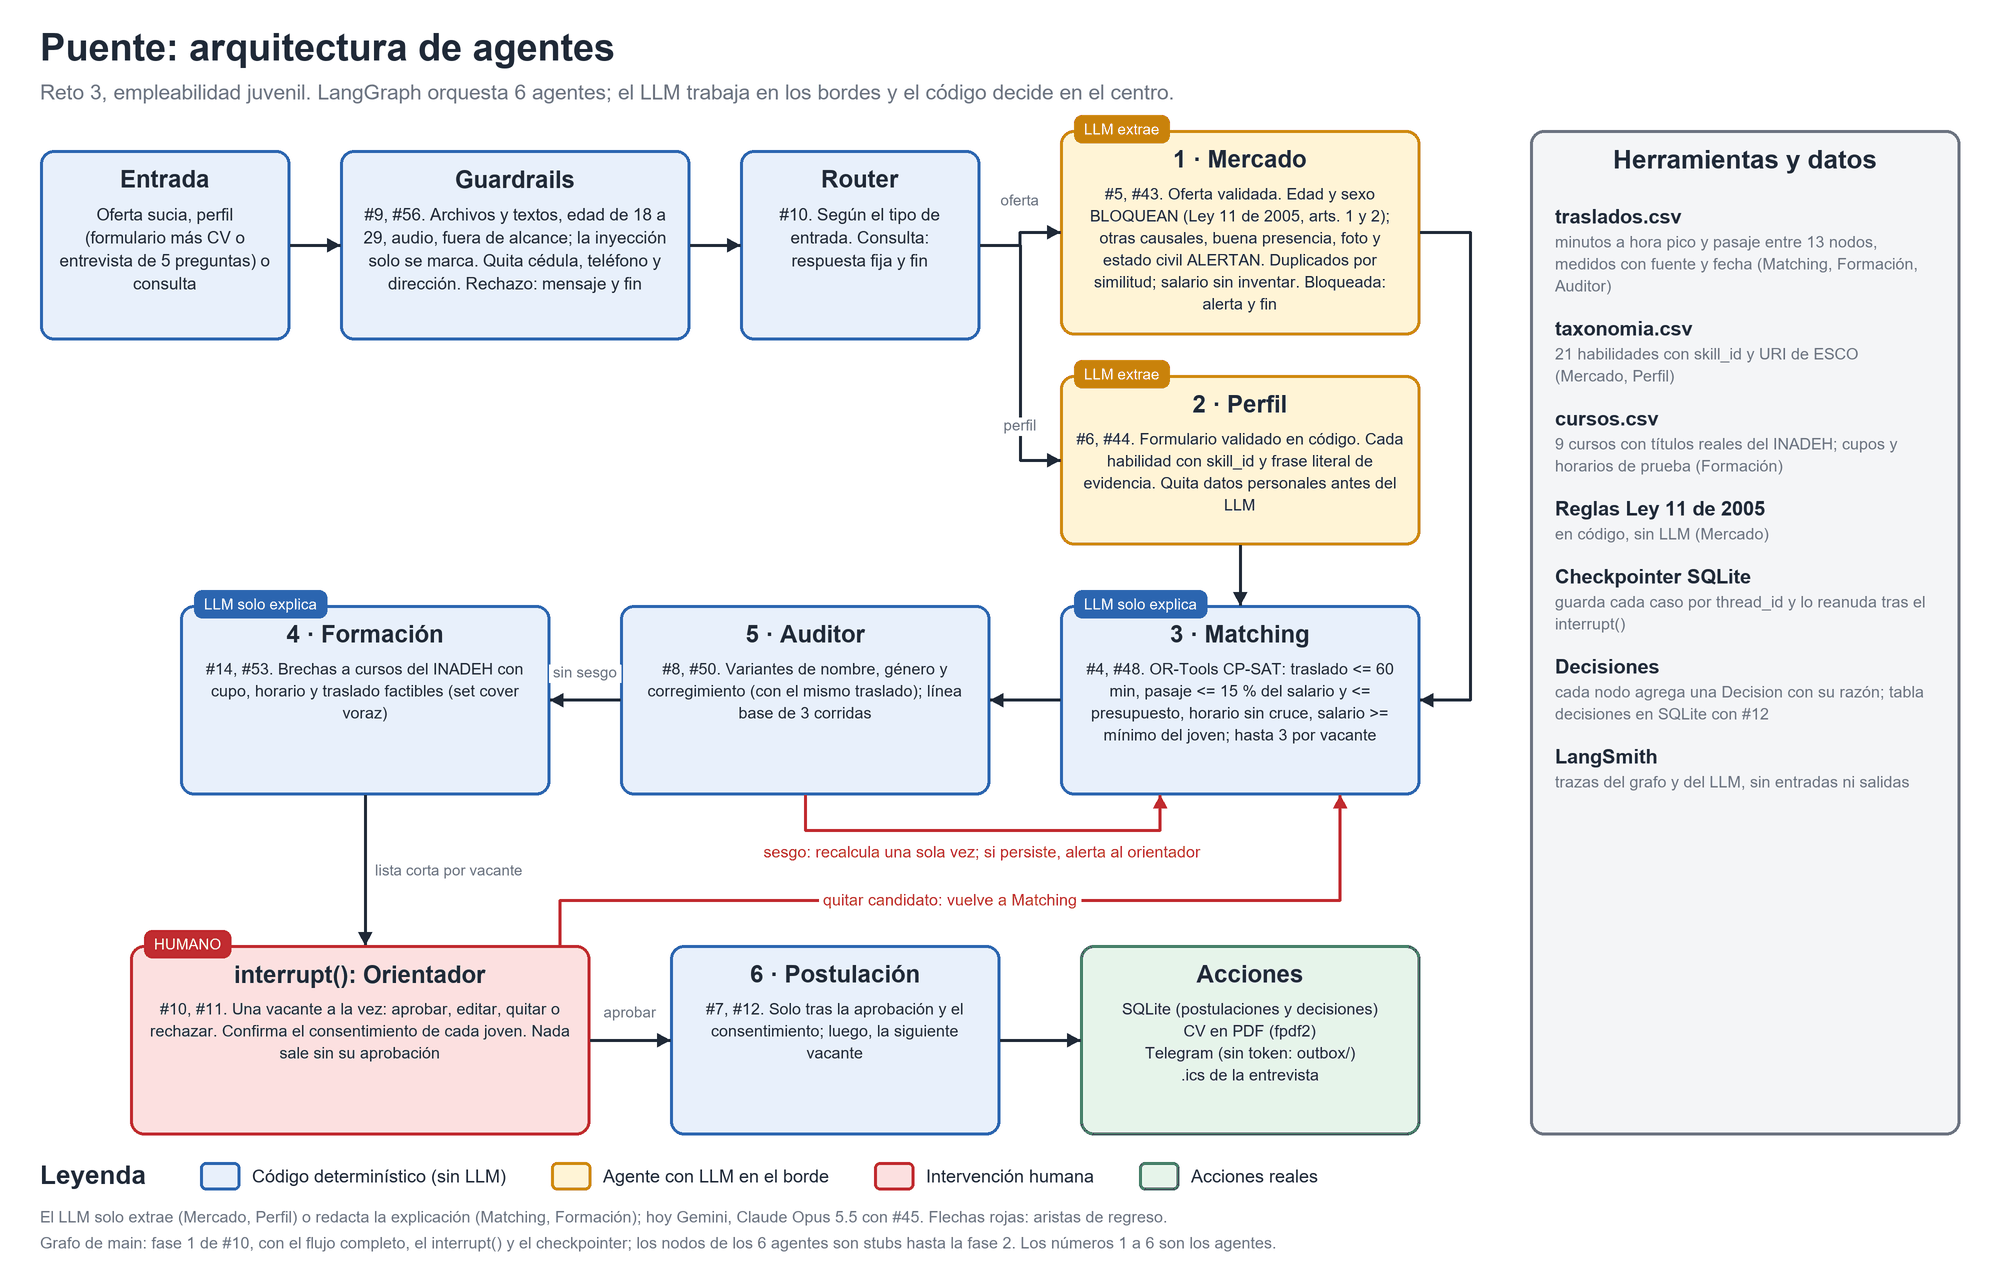 Puente: arquitectura de agentes
Reto 3, empleabilidad juvenil. LangGraph orquesta 6 agentes; el LLM trabaja en los bordes y el código decide en el centro.
Entrada
Oferta sucia, perfil
(formulario más CV o
entrevista de 5 preguntas) o
consulta
Guardrails
#9, #56. Archivos y textos, edad de 18 a
29, audio, fuera de alcance; la inyección
solo se marca. Quita cédula, teléfono y
dirección. Rechazo: mensaje y fin
Router
#10. Según el tipo de
entrada. Consulta:
respuesta fija y fin
oferta
perfil
LLM extrae
1 · Mercado
#5, #43. Oferta validada. Edad y sexo
BLOQUEAN (Ley 11 de 2005, arts. 1 y 2);
otras causales, buena presencia, foto y
estado civil ALERTAN. Duplicados por
similitud; salario sin inventar. Bloqueada:
alerta y fin
LLM extrae
2 · Perfil
#6, #44. Formulario validado en código. Cada
habilidad con skill_id y frase literal de
evidencia. Quita datos personales antes del
LLM
LLM solo explica
3 · Matching
#4, #48. OR-Tools CP-SAT: traslado <= 60
min, pasaje <= 15 % del salario y <=
presupuesto, horario sin cruce, salario >=
mínimo del joven; hasta 3 por vacante
5 · Auditor
#8, #50. Variantes de nombre, género y
corregimiento (con el mismo traslado); línea
base de 3 corridas
sin sesgo
LLM solo explica
4 · Formación
#14, #53. Brechas a cursos del INADEH con
cupo, horario y traslado factibles (set cover
voraz)
sesgo: recalcula una sola vez; si persiste, alerta al orientador
lista corta por vacante
quitar candidato: vuelve a Matching
HUMANO
interrupt(): Orientador
#10, #11. Una vacante a la vez: aprobar, editar, quitar o
rechazar. Confirma el consentimiento de cada joven. Nada
sale sin su aprobación
aprobar
6 · Postulación
#7, #12. Solo tras la aprobación y el
consentimiento; luego, la siguiente
vacante
Acciones
SQLite (postulaciones y decisiones)
CV en PDF (fpdf2)
Telegram (sin token: outbox/)
.ics de la entrevista
Herramientas y datos
traslados.csv
minutos a hora pico y pasaje entre 13 nodos,
medidos con fuente y fecha (Matching, Formación,
Auditor)
taxonomia.csv
21 habilidades con skill_id y URI de ESCO
(Mercado, Perfil)
cursos.csv
9 cursos con títulos reales del INADEH; cupos y
horarios de prueba (Formación)
Reglas Ley 11 de 2005
en código, sin LLM (Mercado)
Checkpointer SQLite
guarda cada caso por thread_id y lo reanuda tras el
interrupt()
Decisiones
cada nodo agrega una Decision con su razón; tabla
decisiones en SQLite con #12
LangSmith
trazas del grafo y del LLM, sin entradas ni salidas
Leyenda
Código determinístico (sin LLM)
Agente con LLM en el borde
Intervención humana
Acciones reales
El LLM solo extrae (Mercado, Perfil) o redacta la explicación (Matching, Formación); hoy Gemini, Claude Opus 5.5 con #45. Flechas rojas: aristas de regreso.
Grafo de main: fase 1 de #10, con el flujo completo, el interrupt() y el checkpointer; los nodos de los 6 agentes son stubs hasta la fase 2. Los números 1 a 6 son los agentes.